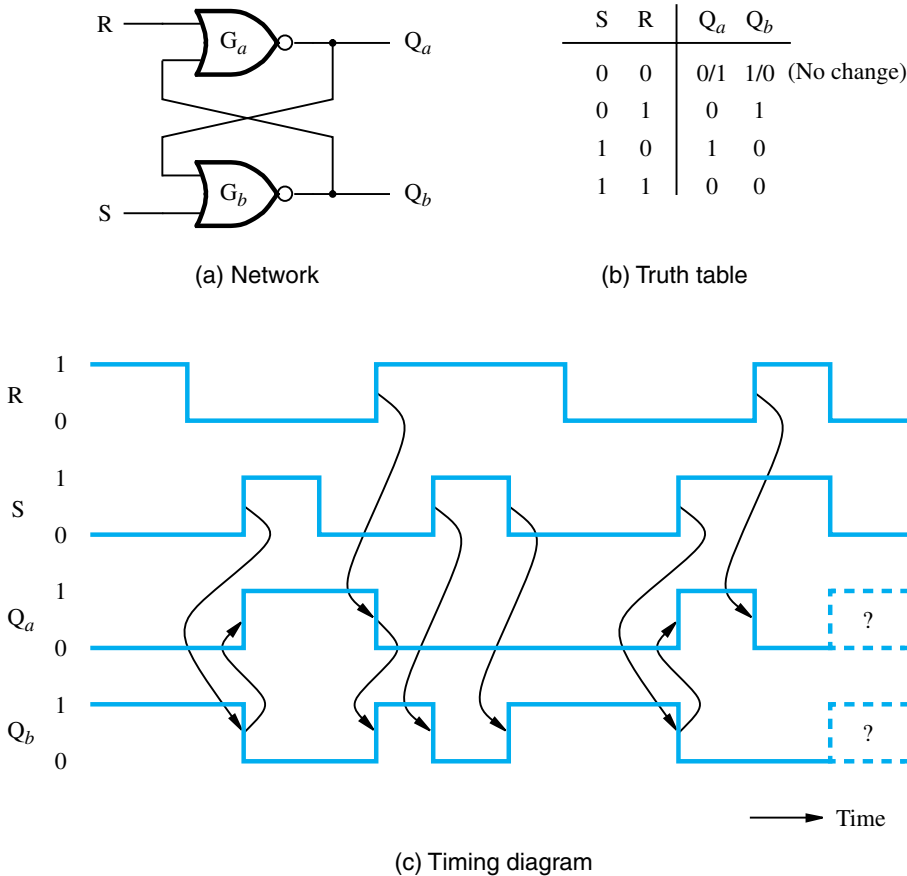 R G_a Q_a
G_b Q_b
S
(a) Network
S R Q_a Q_b
0 0 0/1 1/0 (No change)
0 1 0 1
1 0 1 0
1 1 0 0
(b) Truth table
1
R
0
1
S
0
1
Q_a ?
0
1
Q_b ?
0
Time
(c) Timing diagram